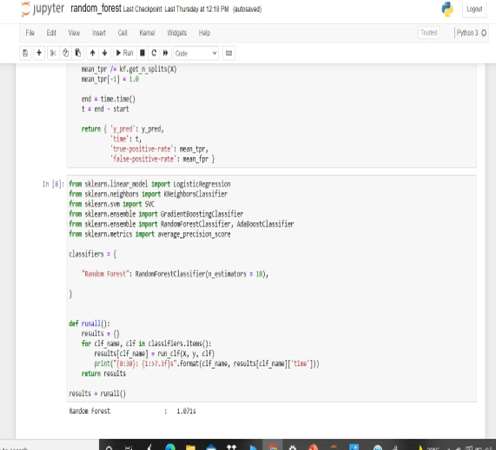 jupyter random_forest Last Checkpoint Last Thursday at 12:18 PM (autosaved)
Logout
File Edit View Insert Cell Kernel Widgets Help
Trusted Python 3
Run Code
mean_tpr /= kf.get_n_splits(X)
mean_tpr[-1] = 1.0
end = time.time()
t = end - start
return { 'y_pred': y_pred,
'time': t,
'true-positive-rate': mean_tpr,
'false-positive-rate': mean_fpr }
In [8]: from sklearn.linear_model import LogisticRegression
from sklearn.neighbors import KNeighborsClassifier
from sklearn.svm import SVC
from sklearn.ensemble import GradientBoostingClassifier
from sklearn.ensemble import RandomForestClassifier, AdaBoostClassifier
from sklearn.metrics import average_precision_score
classifiers = {
"Random Forest": RandomForestClassifier(n_estimators = 18),
}
def runall():
results = {}
for clf_name, clf in classifiers.items():
results[clf_name] = run_clf(X, y, clf)
print("{0:30}: {1:>7.3f}s".format(clf_name, results[clf_name]['time']))
return results
results = runall()
Random Forest : 1.071s